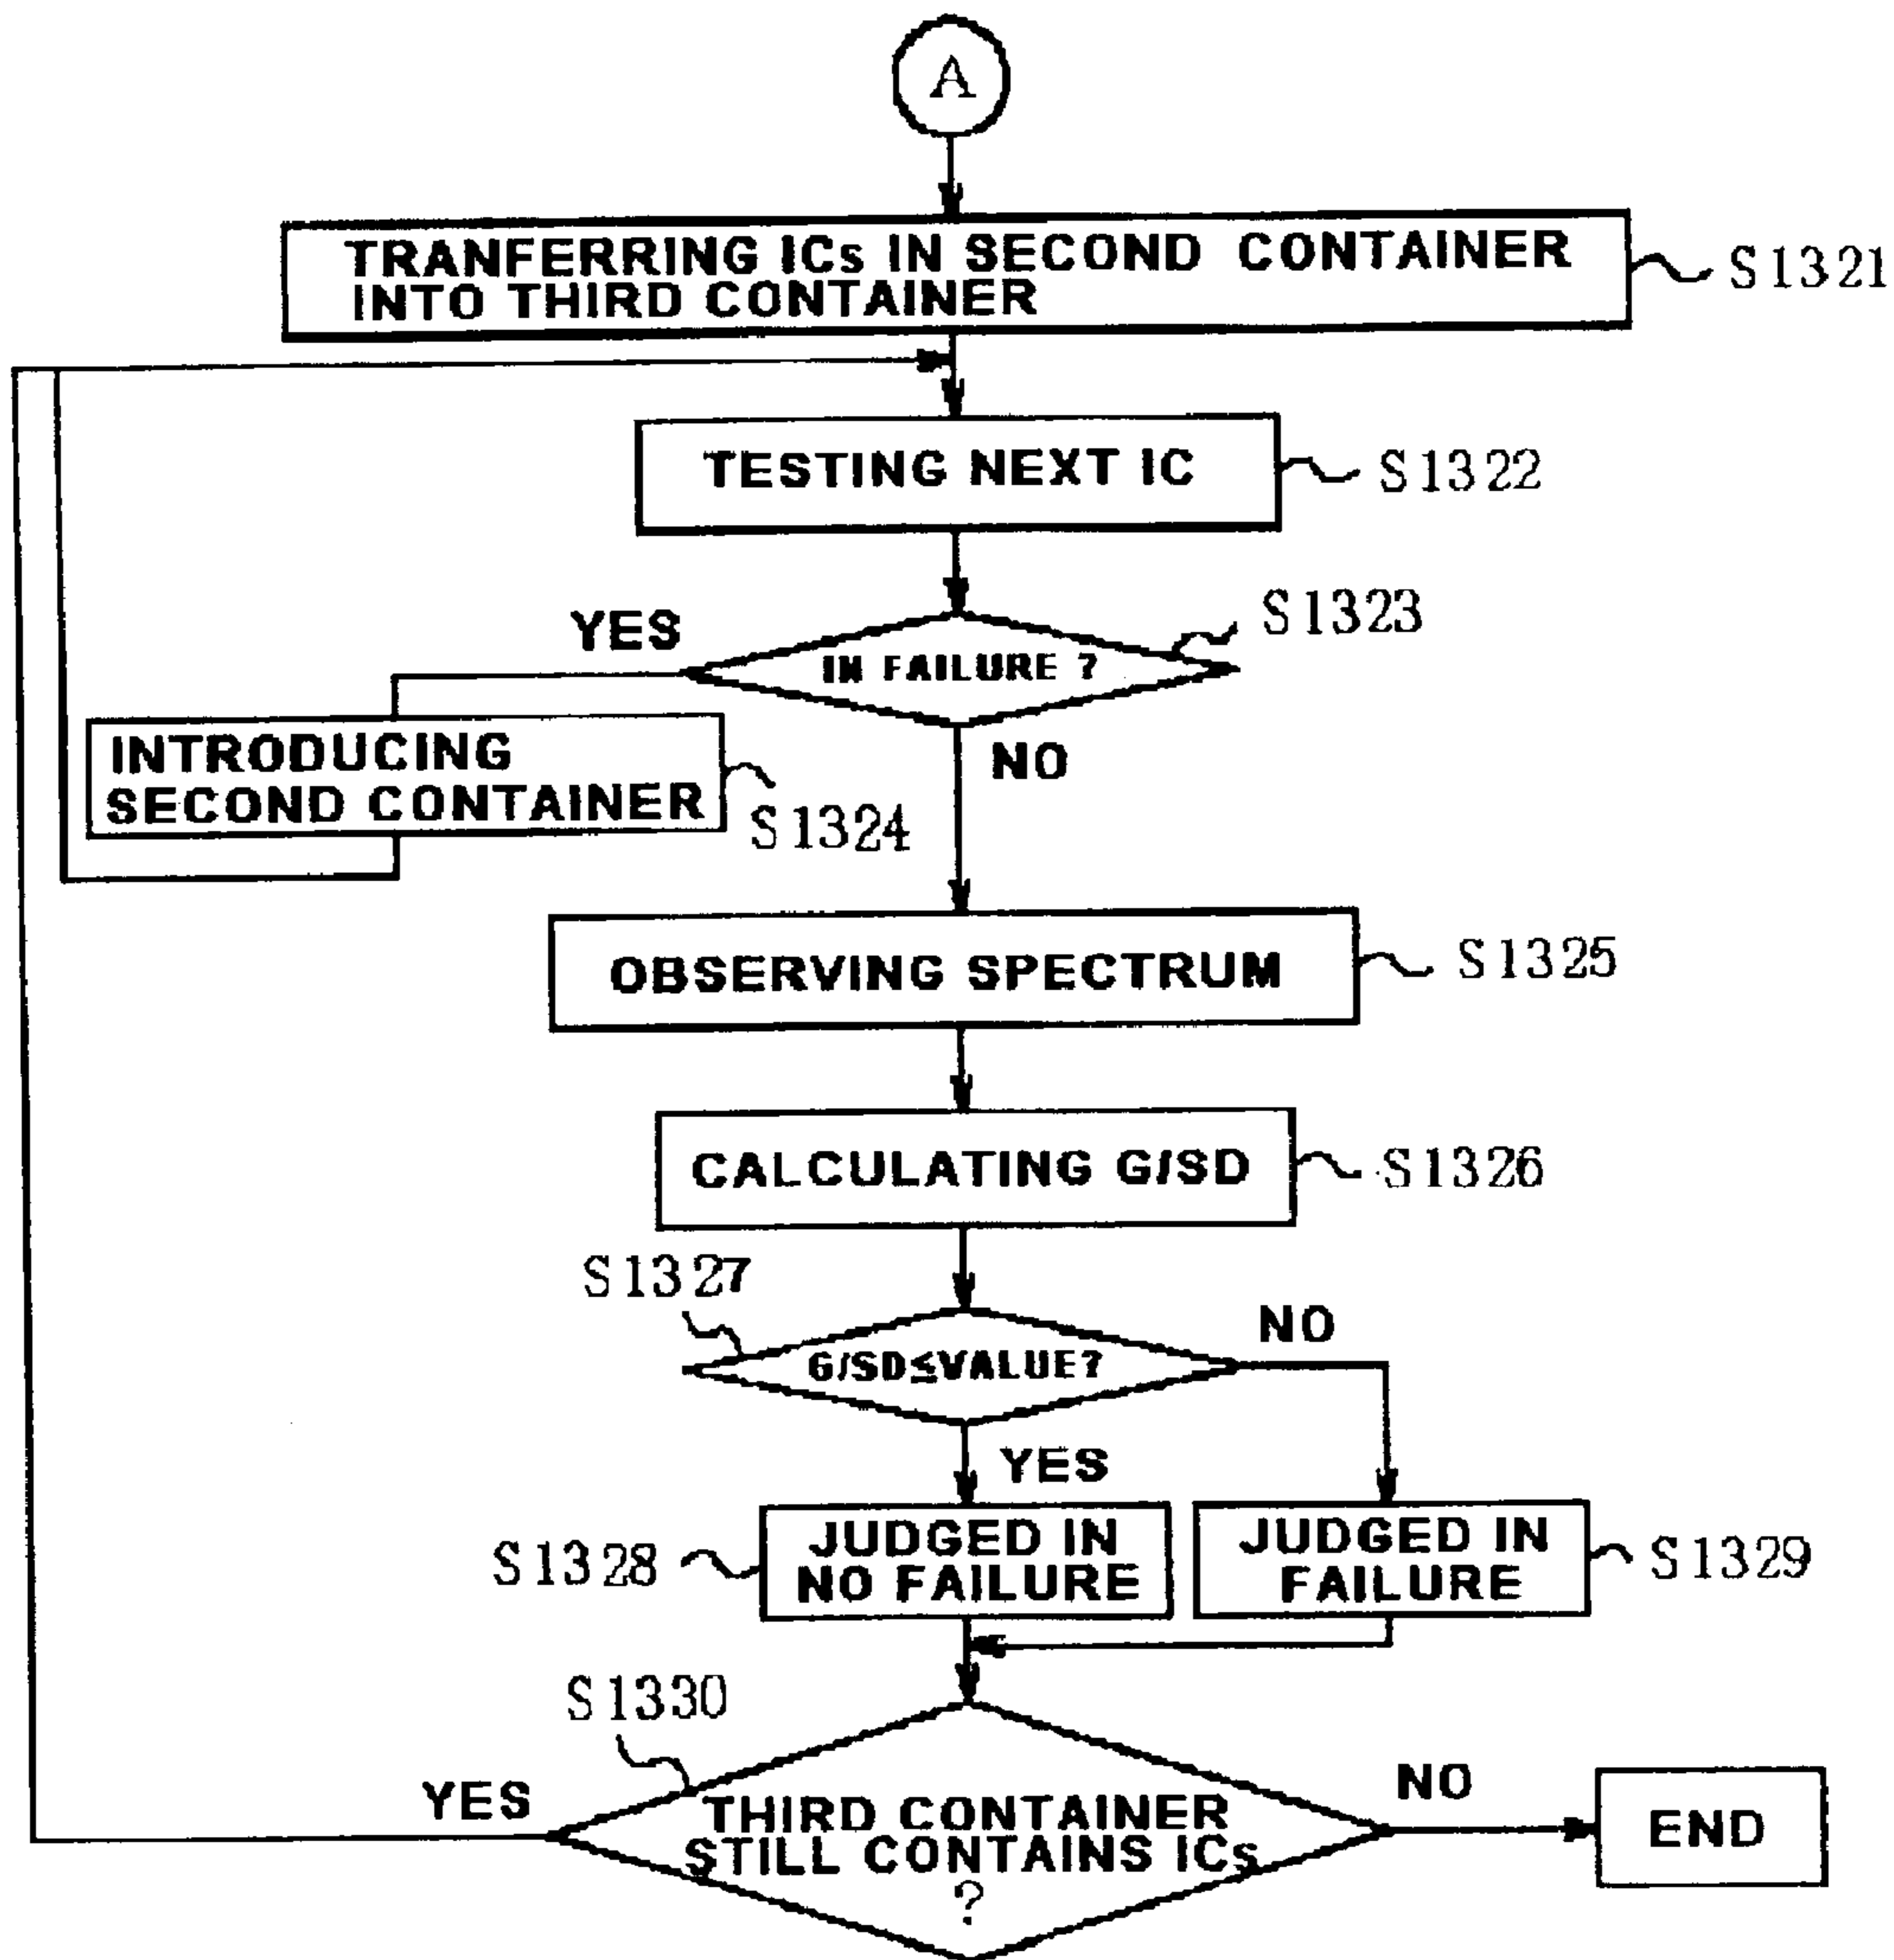 A
TRANFERRING ICs IN SECOND CONTAINER
INTO THIRD CONTAINER
S1321
TESTING NEXT IC
S1322
YES
S1323
IN FAILURE ?
INTRODUCING
SECOND CONTAINER
S1324
NO
OBSERVING SPECTRUM
S1325
CALCULATING G/SD
S1326
S1327
NO
G/SD≦VALUE?
YES
S1328
JUDGED IN
NO FAILURE
JUDGED IN
FAILURE
S1329
S1330
YES
THIRD CONTAINER
STILL CONTAINS ICs
?
NO
END